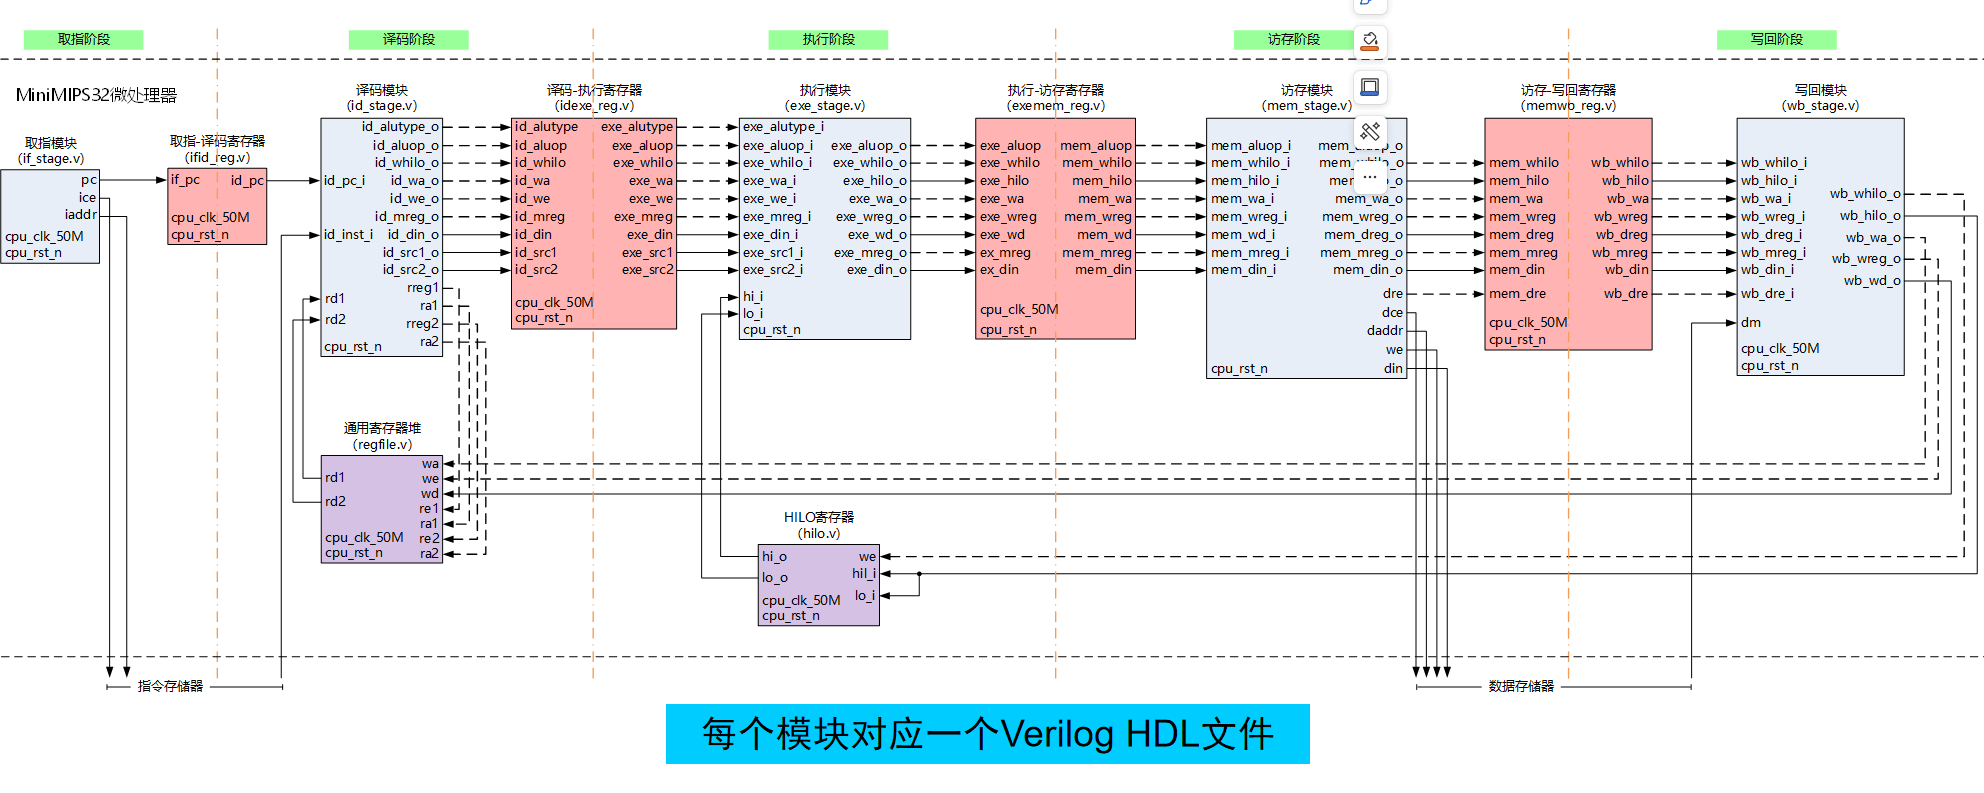 取指阶段
译码阶段
执行阶段
访存阶段
写回阶段
MiniMIPS32微处理器
取指模块
(if_stage.v)
pc
ice
iaddr
cpu_clk_50M
cpu_rst_n
取指-译码寄存器
(ifid_reg.v)
if_pc id_pc
cpu_clk_50M
cpu_rst_n
译码模块
(id_stage.v)
id_alutype_o
id_aluop_o
id_whilo_o
id_pc_i id_wa_o
id_we_o
id_mreg_o
id_inst_i id_din_o
id_src1_o
id_src2_o
rreg1
rd1 ra1
rd2 rreg2
ra2
cpu_rst_n
译码-执行寄存器
(idexe_reg.v)
id_alutype exe_alutype
id_aluop exe_aluop
id_whilo exe_whilo
id_wa exe_wa
id_we exe_we
id_mreg exe_mreg
id_din exe_din
id_src1 exe_src1
id_src2 exe_src2
cpu_clk_50M
cpu_rst_n
执行模块
(exe_stage.v)
exe_alutype_i
exe_aluop_i exe_aluop_o
exe_whilo_i exe_whilo_o
exe_wa_i exe_hilo_o
exe_we_i exe_wa_o
exe_mreg_i exe_wreg_o
exe_din_i exe_wd_o
exe_src1_i exe_mreg_o
exe_src2_i exe_din_o
hi_i
lo_i
cpu_rst_n
执行-访存寄存器
(exemem_reg.v)
exe_aluop mem_aluop
exe_whilo mem_whilo
exe_hilo mem_hilo
exe_wa mem_wa
exe_wreg mem_wreg
exe_wd mem_wd
ex_mreg mem_mreg
ex_din mem_din
cpu_clk_50M
cpu_rst_n
访存模块
(mem_stage.v)
mem_aluop_i
mem_whilo_i
mem_hilo_i
mem_wa_i mem_wa_o
mem_wreg_i mem_wreg_o
mem_wd_i mem_dreg_o
mem_mreg_i mem_mreg_o
mem_din_i mem_din_o
dre
dce
daddr
we
cpu_rst_n din
访存-写回寄存器
(memwb_reg.v)
mem_whilo wb_whilo
mem_hilo wb_hilo
mem_wa wb_wa
mem_wreg wb_wreg
mem_dreg wb_dreg
mem_mreg wb_mreg
mem_din wb_din
mem_dre wb_dre
cpu_clk_50M
cpu_rst_n
写回模块
(wb_stage.v)
wb_whilo_i
wb_hilo_i
wb_wa_i wb_whilo_o
wb_wreg_i wb_hilo_o
wb_dreg_i wb_wa_o
wb_mreg_i wb_wreg_o
wb_din_i wb_wd_o
wb_dre_i
dm
cpu_clk_50M
cpu_rst_n
通用寄存器堆
(regfile.v)
wa
rd1 we
wd
rd2 re1
ra1
cpu_clk_50M re2
cpu_rst_n ra2
HILO寄存器
(hilo.v)
hi_o we
lo_o hil_i
cpu_clk_50M lo_i
cpu_rst_n
指令存储器
数据存储器
每个模块对应一个Verilog HDL文件